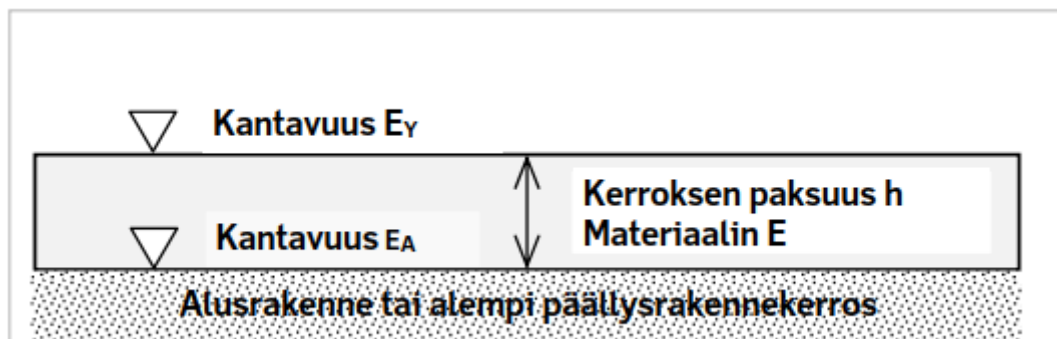 Kantavuus EY
Kerroksen paksuus h
Materiaalin E
Kantavuus EA
Alusrakenne tai alempi päällysrakennekerros